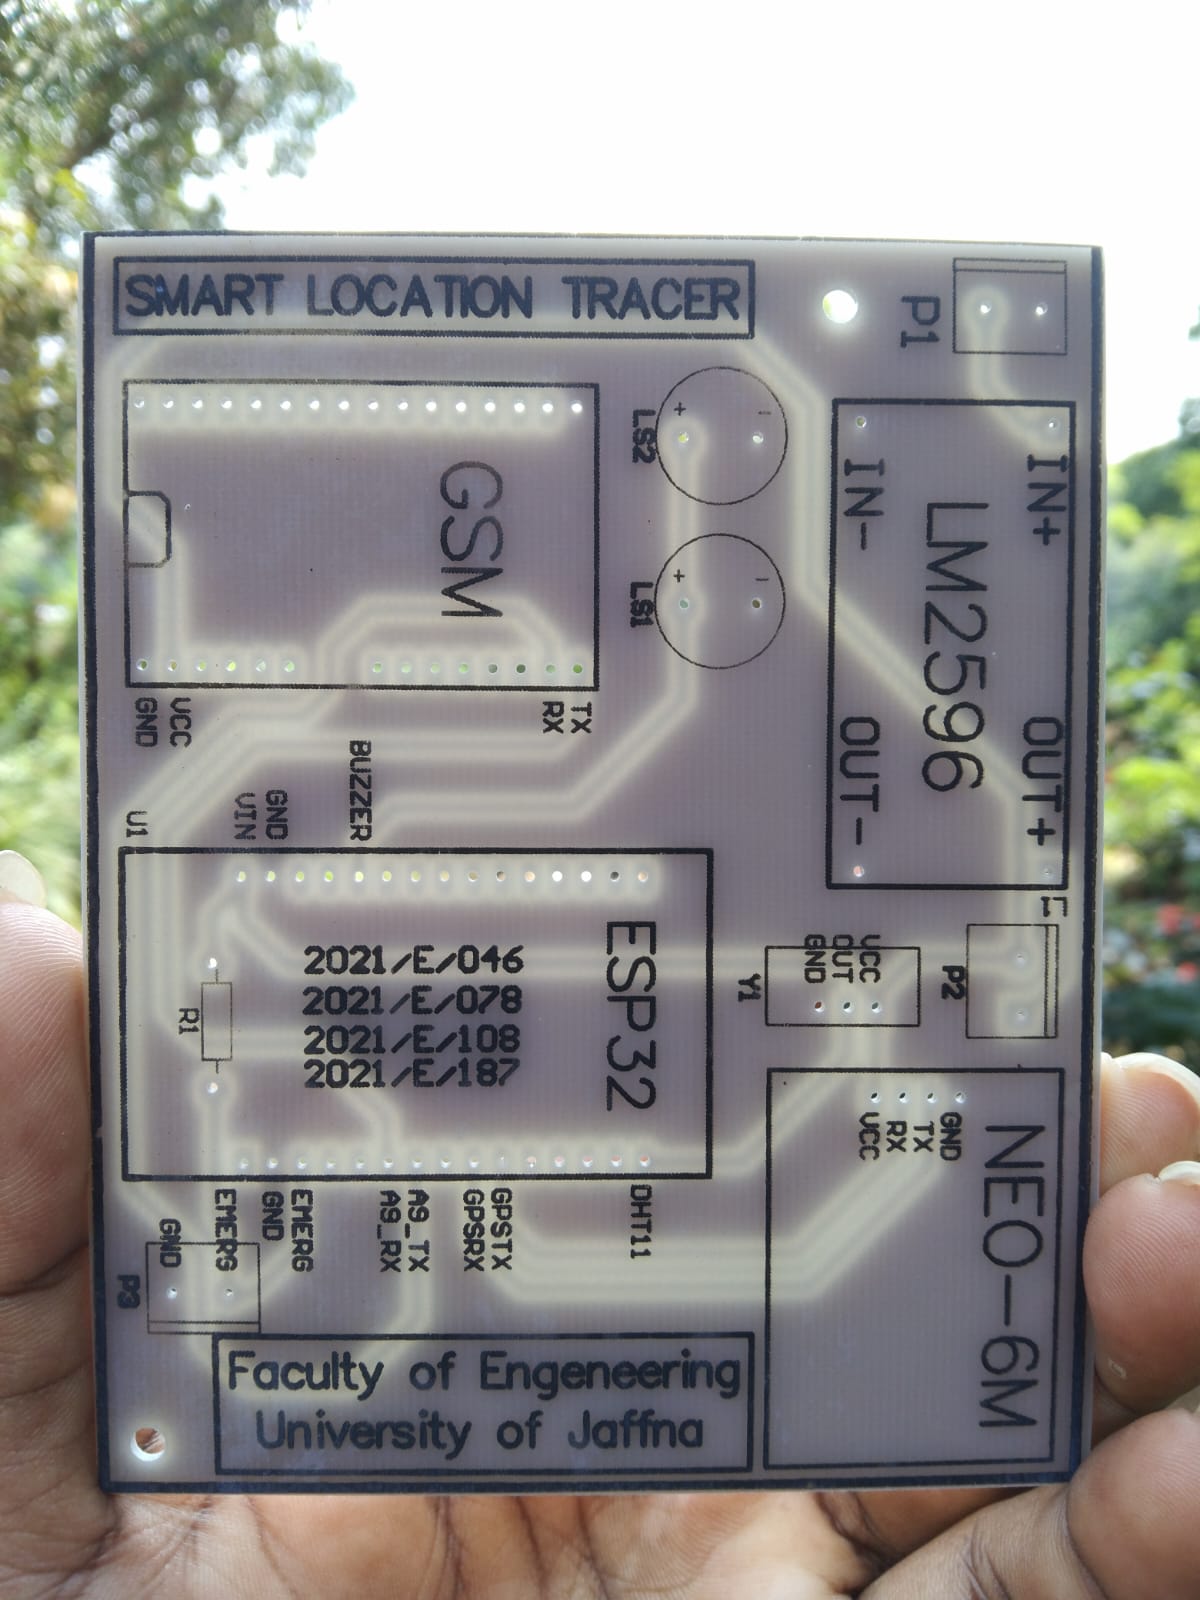 SMART LOCATION TRACER
P1
IN-
IN+
LM2596
OUT-
OUT+
+ -
LS2
+ -
LS1
GSM
GND
VCC
RX
TX
BUZZER
U1
VIN
GND
ESP32
2021/E/046
2021/E/078
2021/E/108
2021/E/187
R1
Y1
GND
OUT
VCC
P2
VCC
RX
TX
GND
NEO-6M
EMERG
GND
EMERG
A9_RX
A9_TX
GPSRX
GPSTX
DHT11
GND
P3
Faculty of Engeneering
University of Jaffna